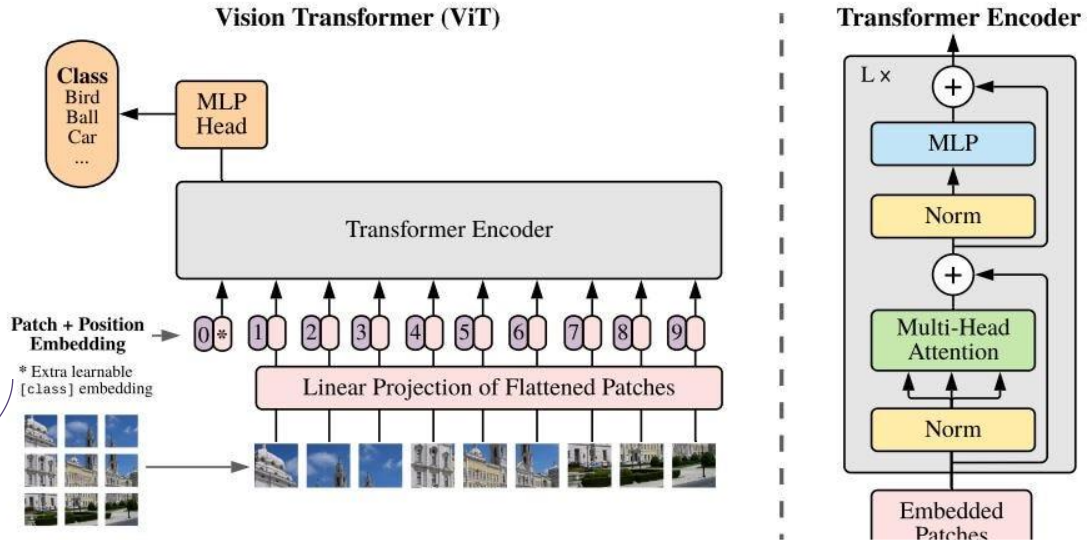 Vision Transformer (ViT)
Class
Bird
Ball
Car
...
MLP
Head
Transformer Encoder
Patch + Position
Embedding
0 * 1 2 3 4 5 6 7 8 9
* Extra learnable
[class] embedding
Linear Projection of Flattened Patches
Transformer Encoder
L ×
+
MLP
Norm
+
Multi-Head
Attention
Norm
Embedded
Patches